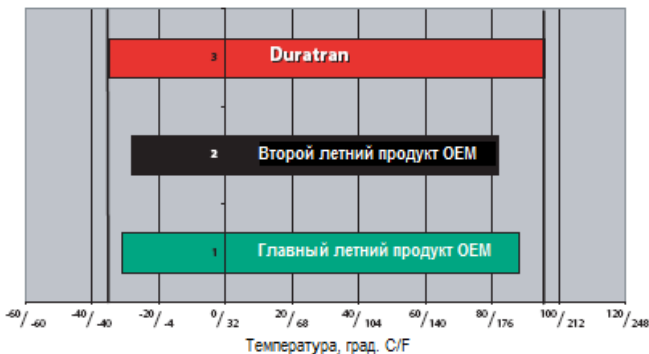 3 Duratran
2 Второй летний продукт OEM
1 Главный летний продукт OEM
-60/-60 -40/-40 -20/-4 0/32 20/68 40/104 60/140 80/176 100/212 120/248
Температура, град. C/F